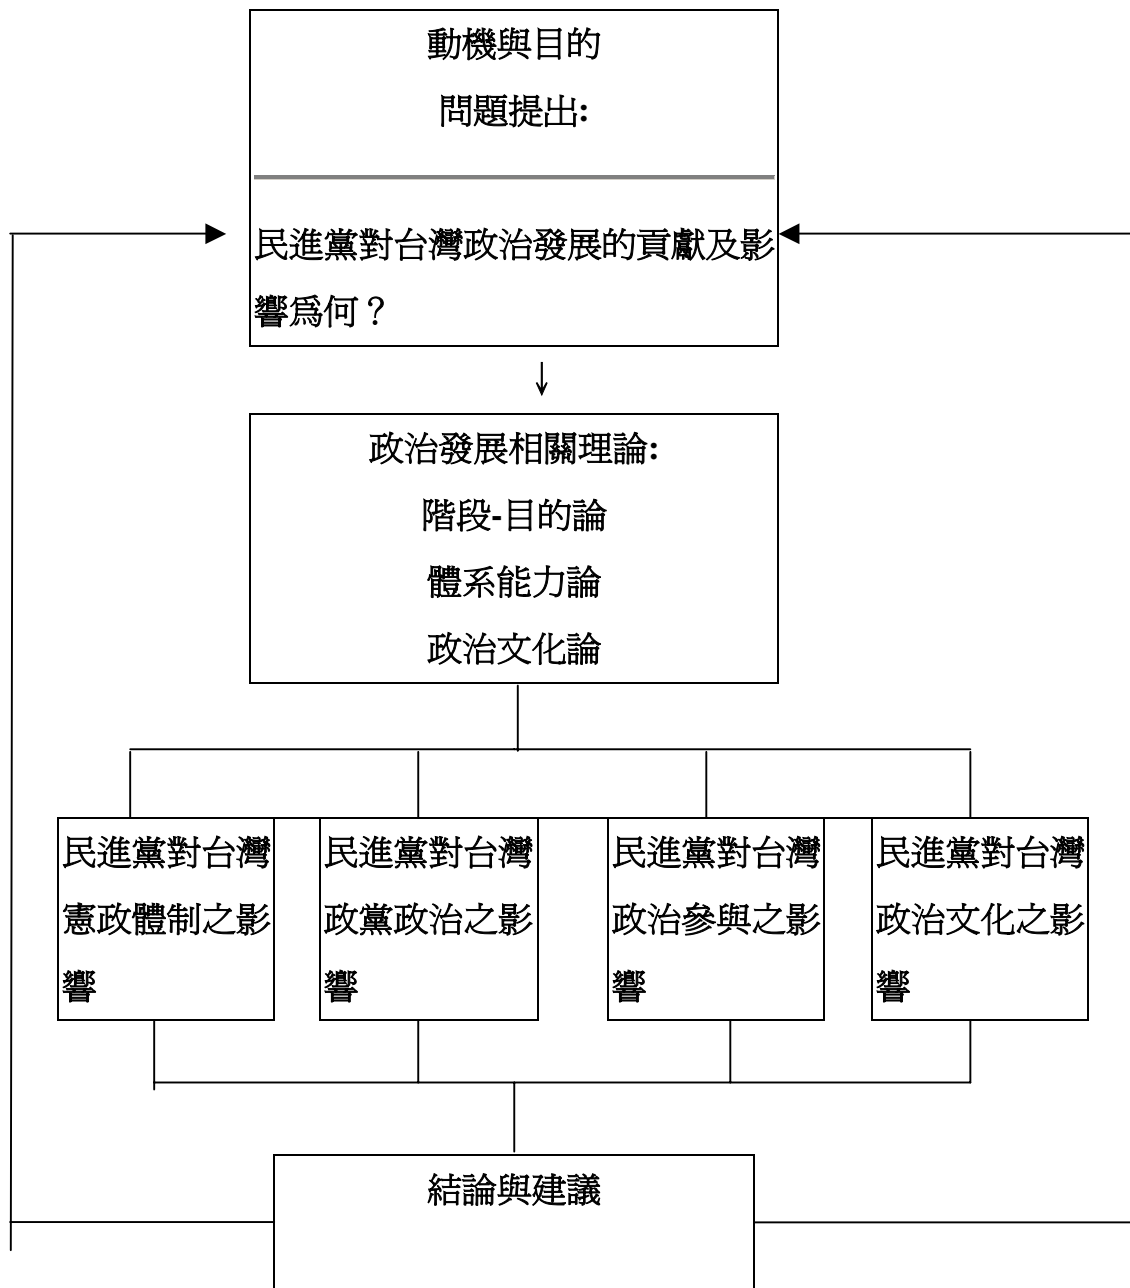 動機與目的
問題提出:
民進黨對台灣政治發展的貢獻及影
響爲何？
政治發展相關理論:
階段-目的論
體系能力論
政治文化論
民進黨對台灣
憲政體制之影
響
民進黨對台灣
政黨政治之影
響
民進黨對台灣
政治參與之影
響
民進黨對台灣
政治文化之影
響
結論與建議